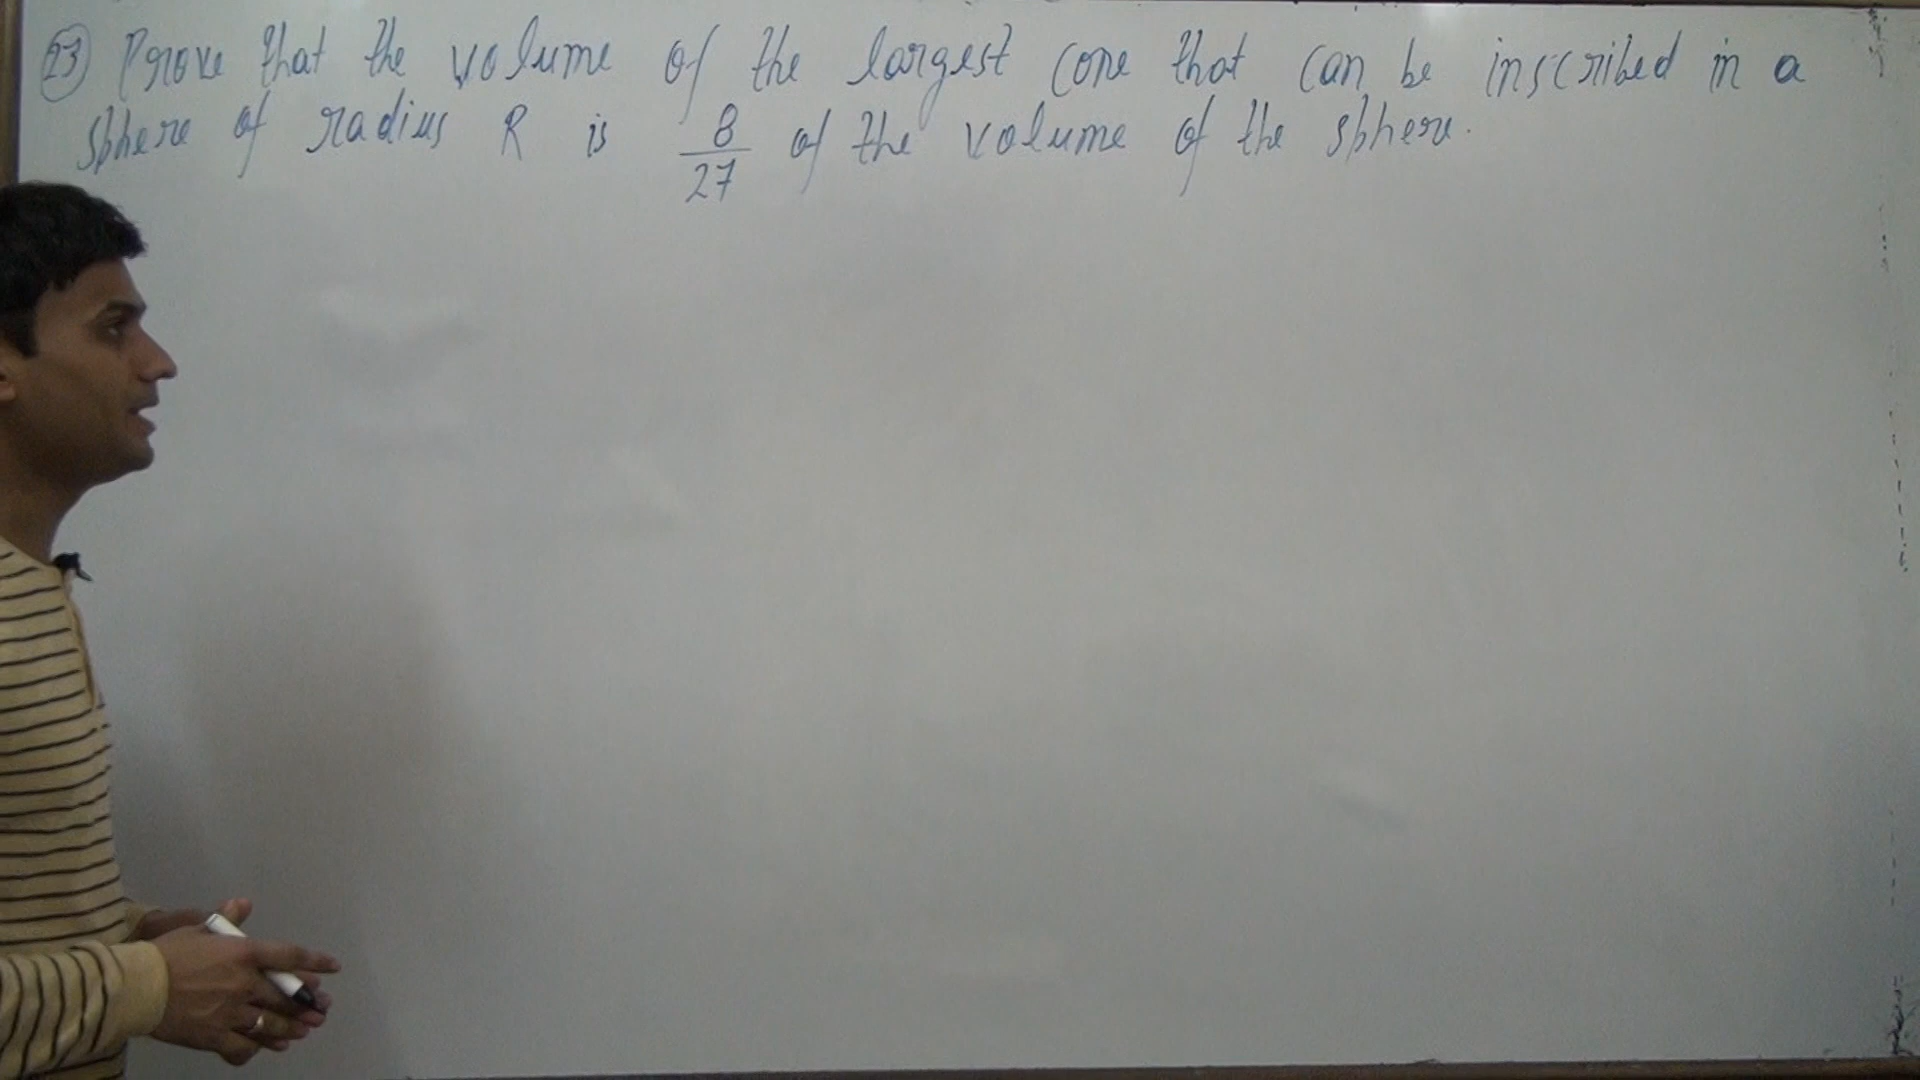 23 Prove that the volume of the largest cone that can be inscribed in a
sphere of radius R is 8/27 of the volume of the sphere.